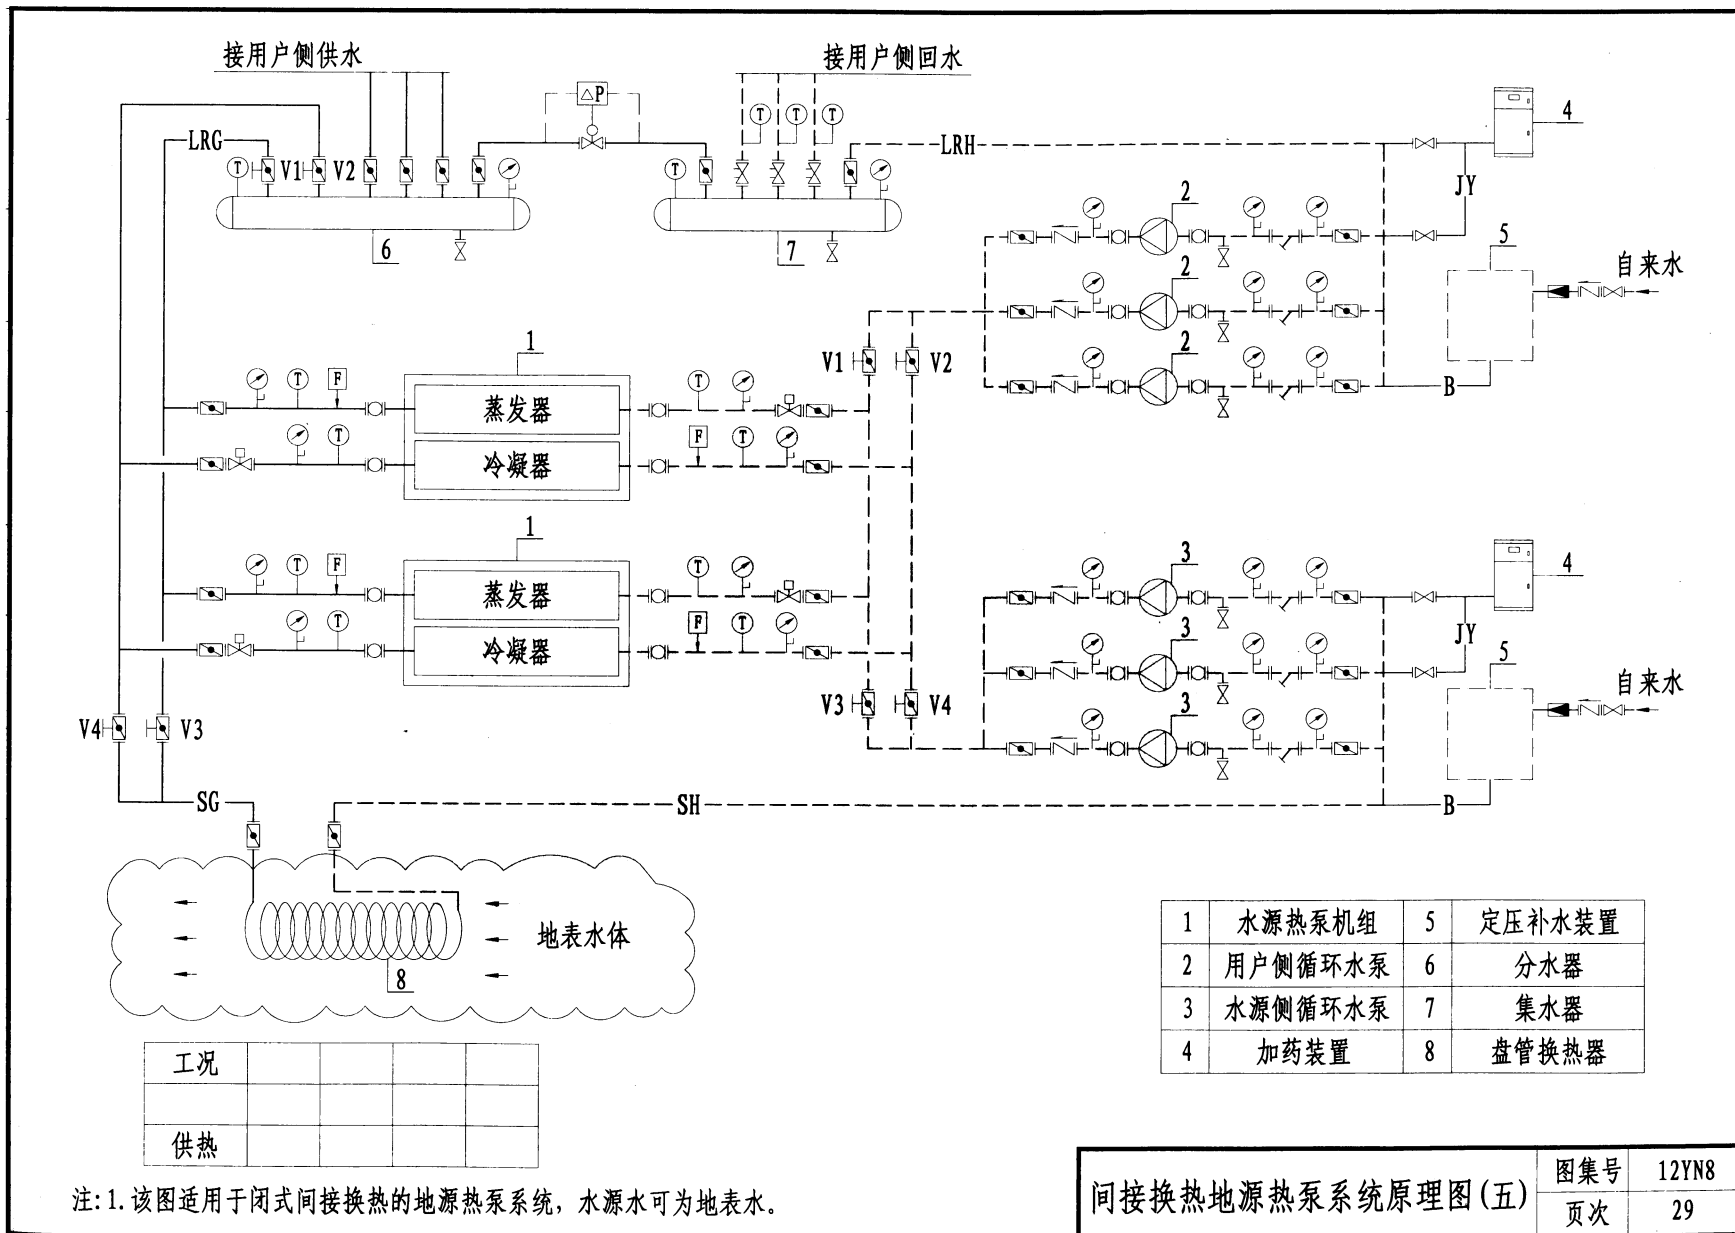 接用户侧供水
接用户侧回水
△P
4
LRG
T
V1
V2
T
T
T
T
LRH
JY
2
6
7
5
自来水
2
2
B
1
V1
V2
T
F
蒸发器
T
T
冷凝器
F
T
1
T
F
蒸发器
T
T
冷凝器
F
T
3
4
JY
3
5
自来水
3
V3
V4
V4
V3
SG
SH
B
地表水体
8
1 水源热泵机组 5 定压补水装置
2 用户侧循环水泵 6 分水器
3 水源侧循环水泵 7 集水器
4 加药装置 8 盘管换热器
工况
供热
注: 1. 该图适用于闭式间接换热的地源热泵系统, 水源水可为地表水。
间接换热地源热泵系统原理图(五)
图集号 12YN8
页次 29